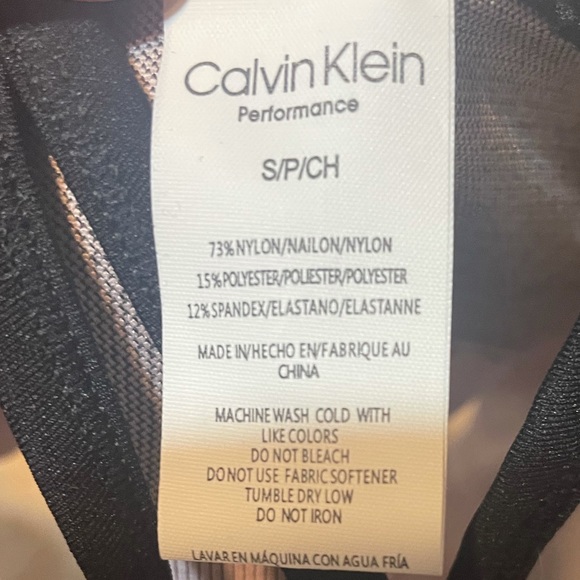 Calvin Klein
Performance
S/P/CH
73%NYLON/NAILON/NYLON
15%POLYESTER/POLIESTER/POLYESTER
12%SPANDEX/ELASTANO/ELASTANNE
MADE IN/HECHO EN/FABRIQUE AU
CHINA
MACHINE WASH COLD WITH
LIKE COLORS
DO NOT BLEACH
DO NOT USE FABRIC SOFTENER
TUMBLE DRY LOW
DO NOT IRON
LAVAR EN MÁQUINA CON AGUA FRÍA